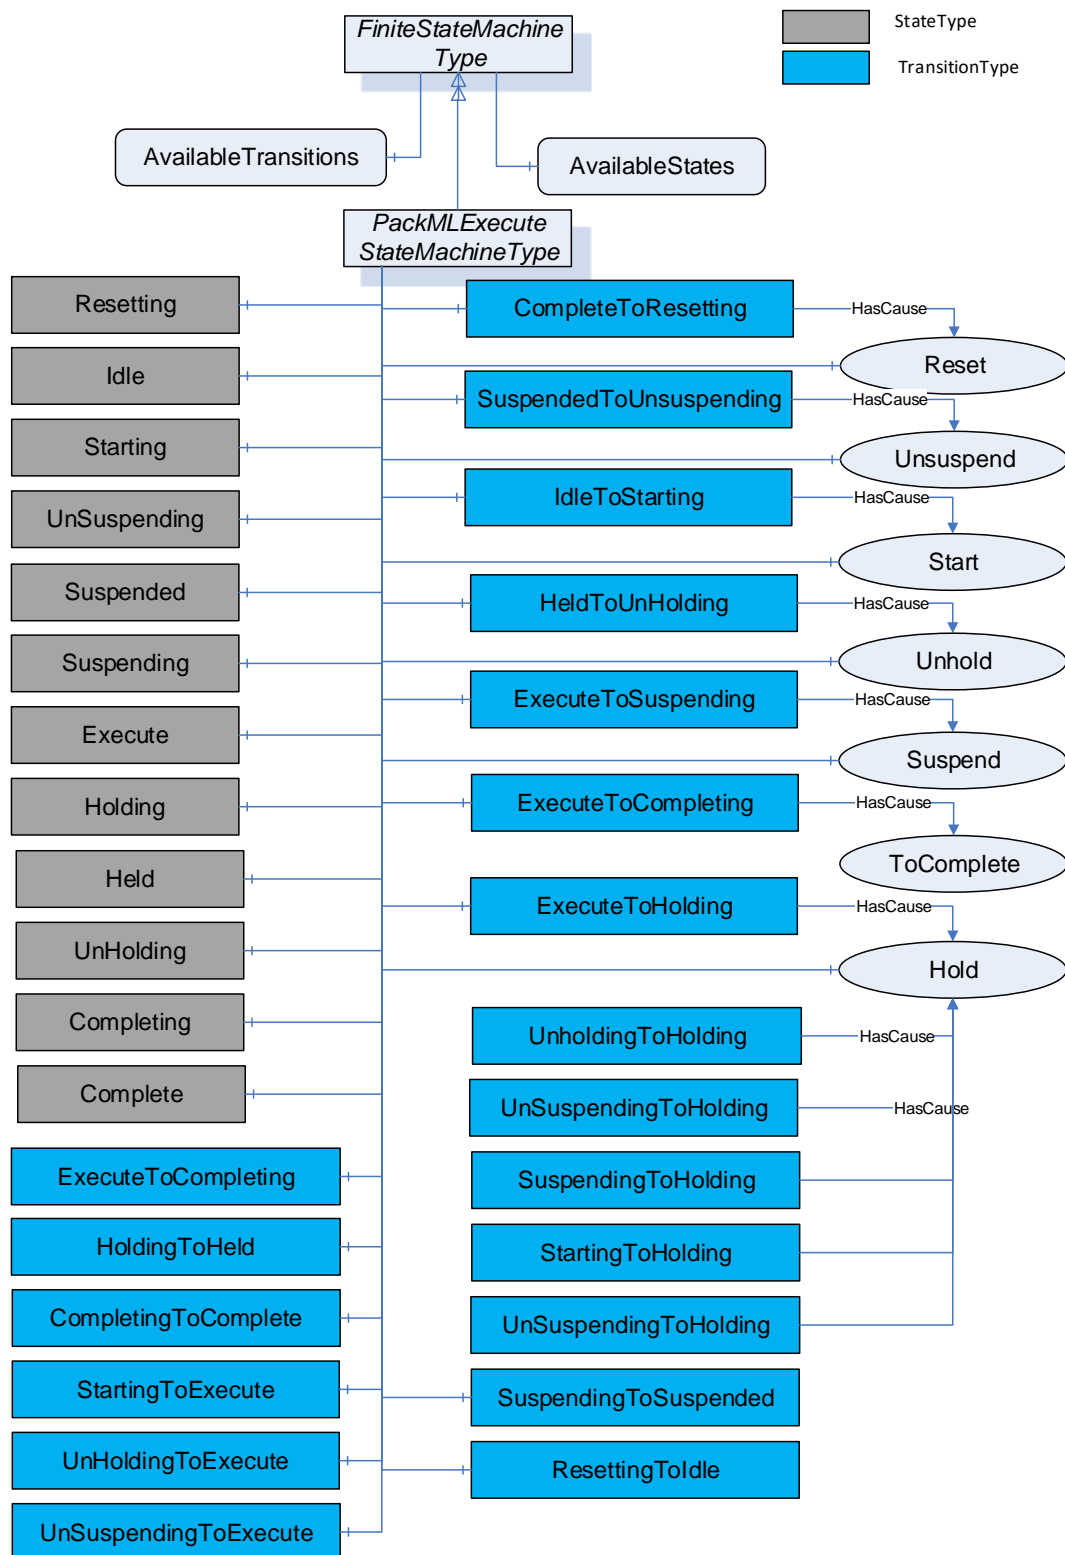 FiniteStateMachine
Type
StateType
TransitionType
AvailableTransitions
AvailableStates
PackMLExecute
StateMachineType
Resetting
Idle
Starting
UnSuspending
Suspended
Suspending
Execute
Holding
Held
UnHolding
Completing
Complete
ExecuteToCompleting
HoldingToHeld
CompletingToComplete
StartingToExecute
UnHoldingToExecute
UnSuspendingToExecute
CompleteToResetting
HasCause
Reset
SuspendedToUnsuspending
HasCause
Unsuspend
IdleToStarting
HasCause
Start
HeldToUnHolding
HasCause
Unhold
ExecuteToSuspending
HasCause
Suspend
ExecuteToCompleting
HasCause
ToComplete
ExecuteToHolding
HasCause
Hold
UnholdingToHolding
HasCause
UnSuspendingToHolding
HasCause
SuspendingToHolding
StartingToHolding
UnSuspendingToHolding
SuspendingToSuspended
ResettingToIdle